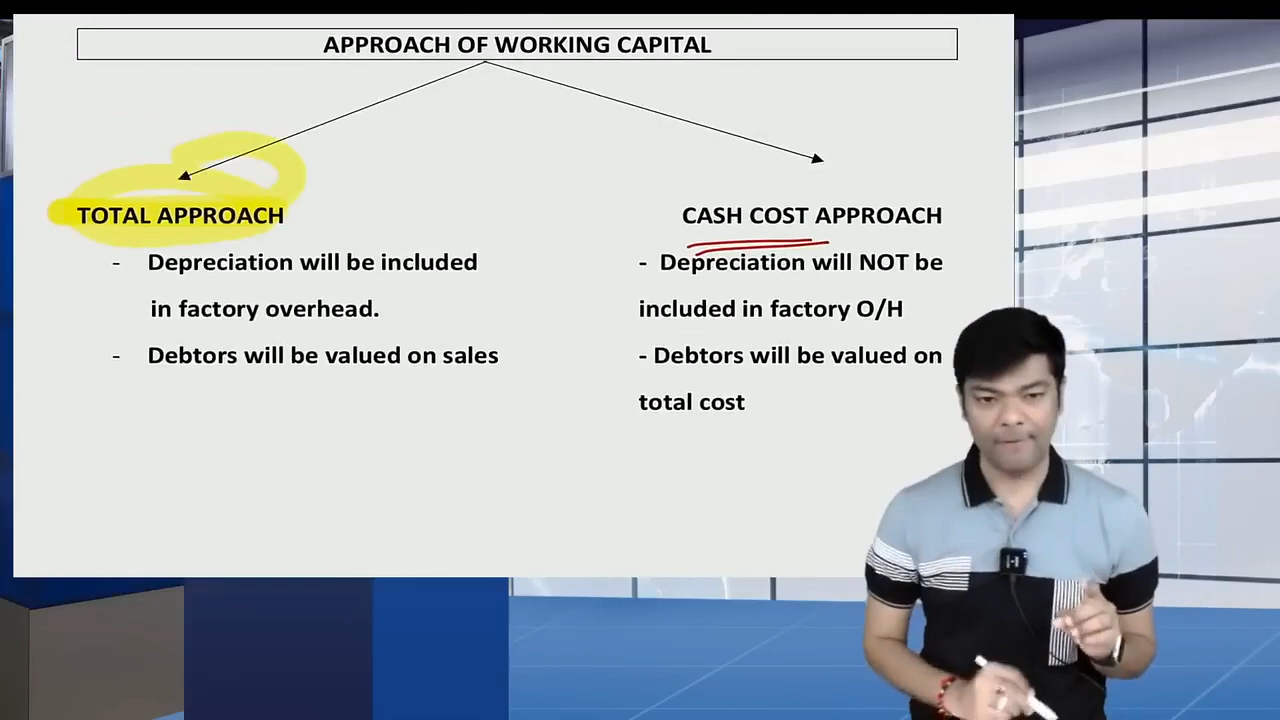 APPROACH OF WORKING CAPITAL
TOTAL APPROACH
- Depreciation will be included
in factory overhead.
- Debtors will be valued on sales
CASH COST APPROACH
- Depreciation will NOT be
included in factory O/H
- Debtors will be valued on
total cost